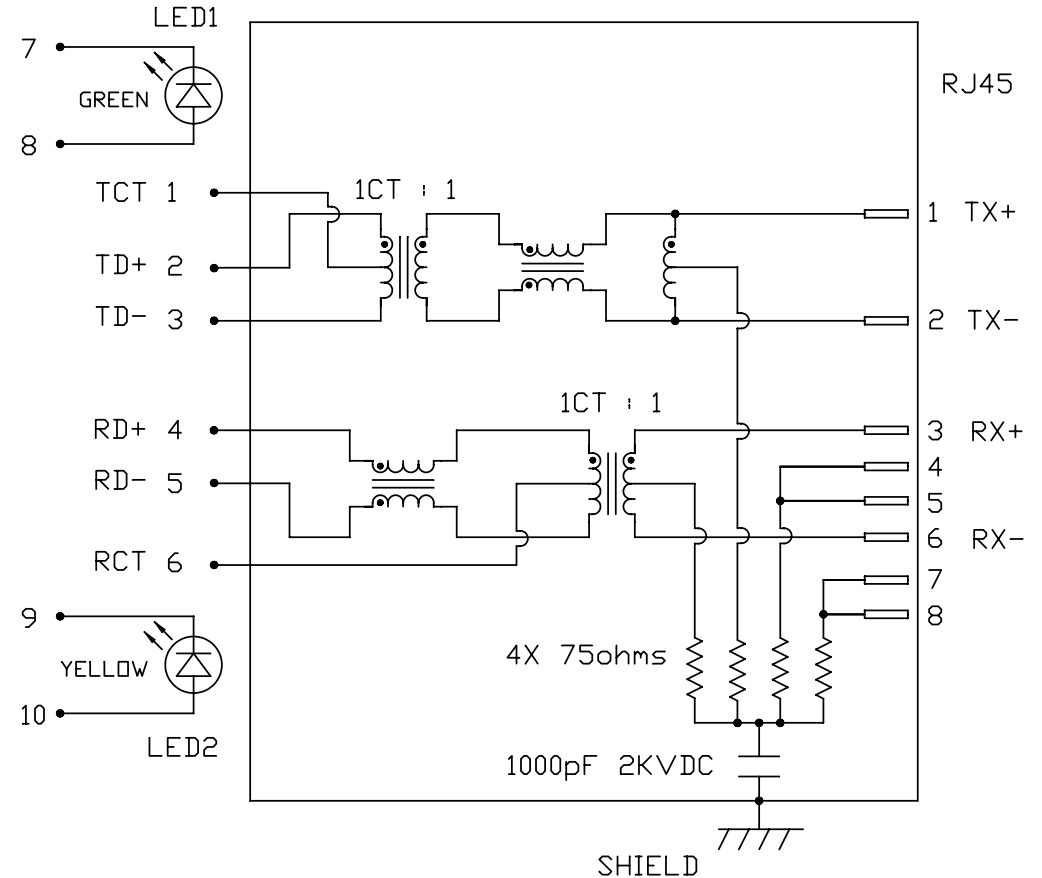 LED1
7
GREEN
8
RJ45
TCT 1
1CT : 1
1 TX+
TD+ 2
TD- 3
2 TX-
1CT : 1
RD+ 4
3 RX+
4
RD- 5
5
6 RX-
RCT 6
7
8
9
YELLOW
10
LED2
4X 75ohms
1000pF 2KVDC
SHIELD